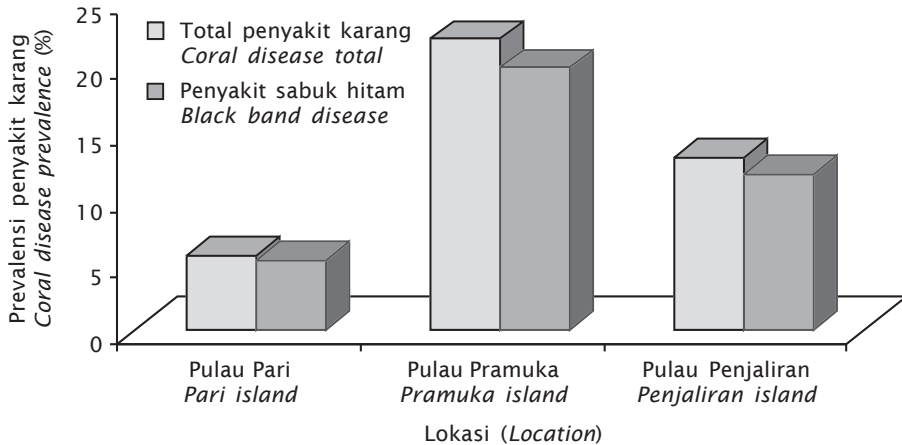 Prevalensi penyakit karang
Coral disease prevalence (%)
25
20
15
10
5
0
Total penyakit karang
Coral disease total
Penyakit sabuk hitam
Black band disease
Pulau Pari
Pari island
Pulau Pramuka
Pramuka island
Pulau Penjaliran
Penjaliran island
Lokasi (Location)